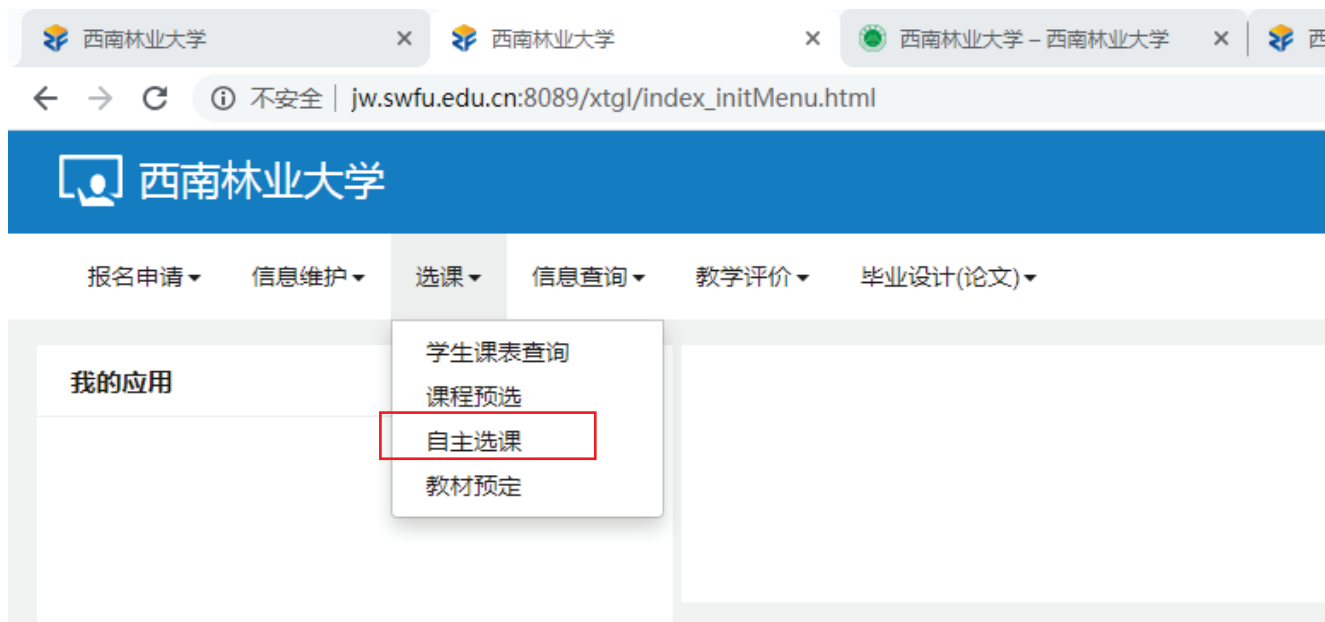 西南林业大学
西南林业大学
西南林业大学 – 西南林业大学
不安全 | jw.swfu.edu.cn:8089/xtgl/index_initMenu.html
西南林业大学
报名申请 信息维护 选课 信息查询 教学评价 毕业设计(论文)
学生课表查询
我的应用
课程预选
自主选课
教材预定